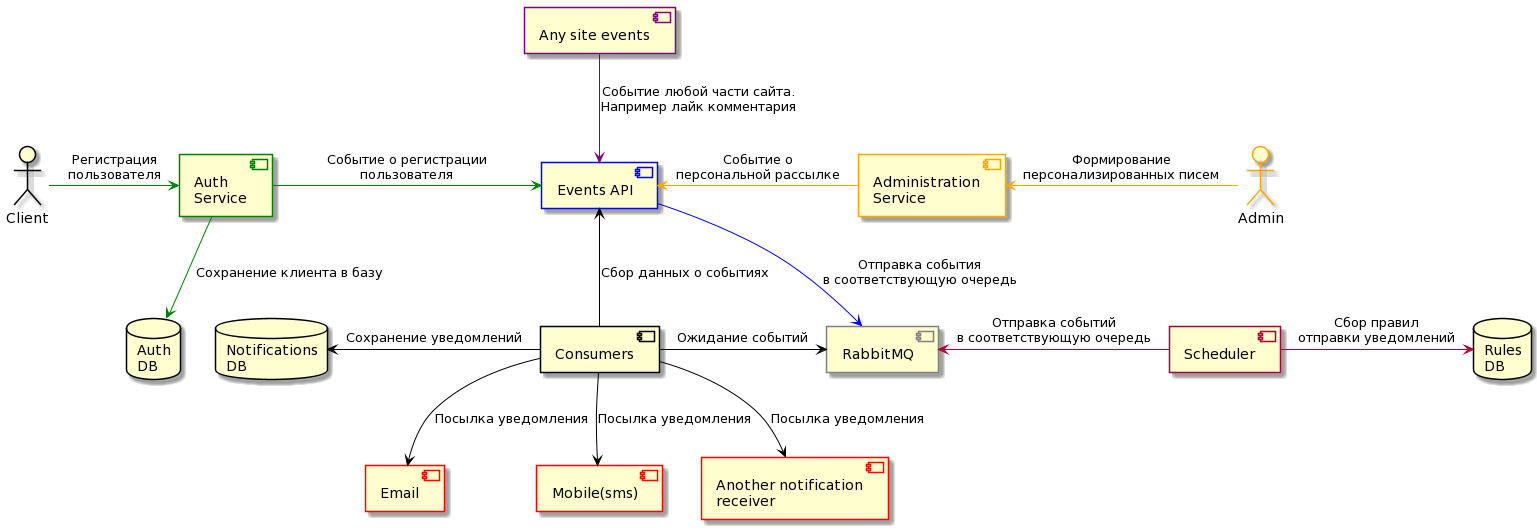 Any site events
Событие любой части сайта.
Например лайк комментария
Регистрация
пользователя
Событие о регистрации
пользователя
Событие о
персональной рассылке
Формирование
персонализированных писем
Client
Auth
Service
Events API
Administration
Service
Admin
Сохранение клиента в базу
Сбор данных о событиях
Отправка события
в соответствующую очередь
Auth
DB
Notifications
DB
Сохранение уведомлений
Consumers
Ожидание событий
RabbitMQ
Отправка событий
в соответствующую очередь
Scheduler
Сбор правил
отправки уведомлений
Rules
DB
Посылка уведомления
Посылка уведомления
Посылка уведомления
Email
Mobile(sms)
Another notification
receiver